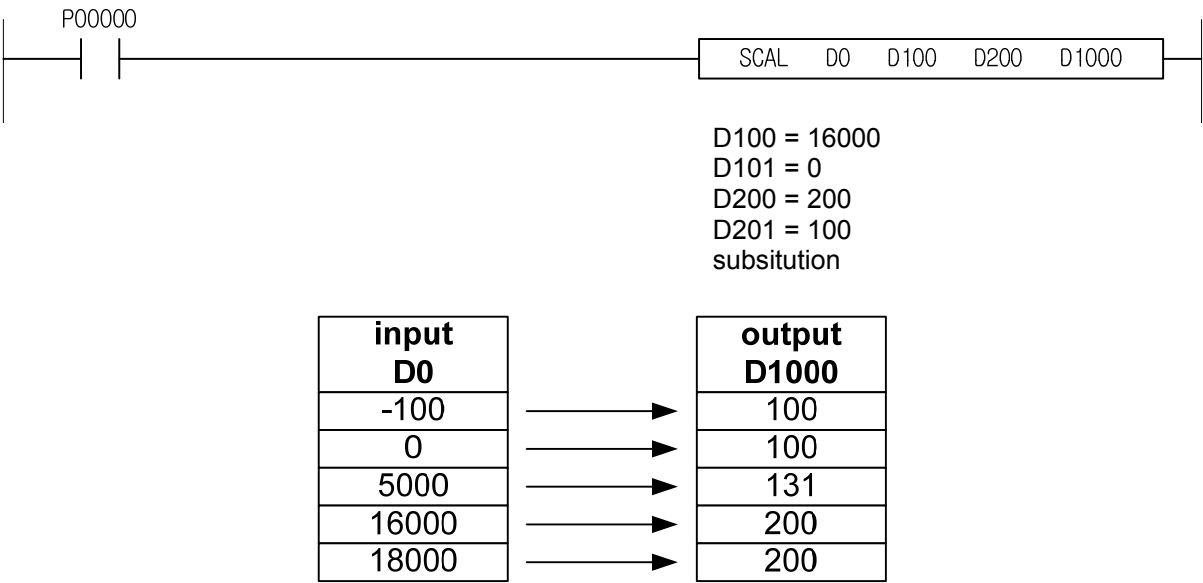 P00000
SCAL D0 D100 D200 D1000
D100 = 16000
D101 = 0
D200 = 200
D201 = 100
subsitution
input output
D0 D1000
-100 100
0 100
5000 131
16000 200
18000 200